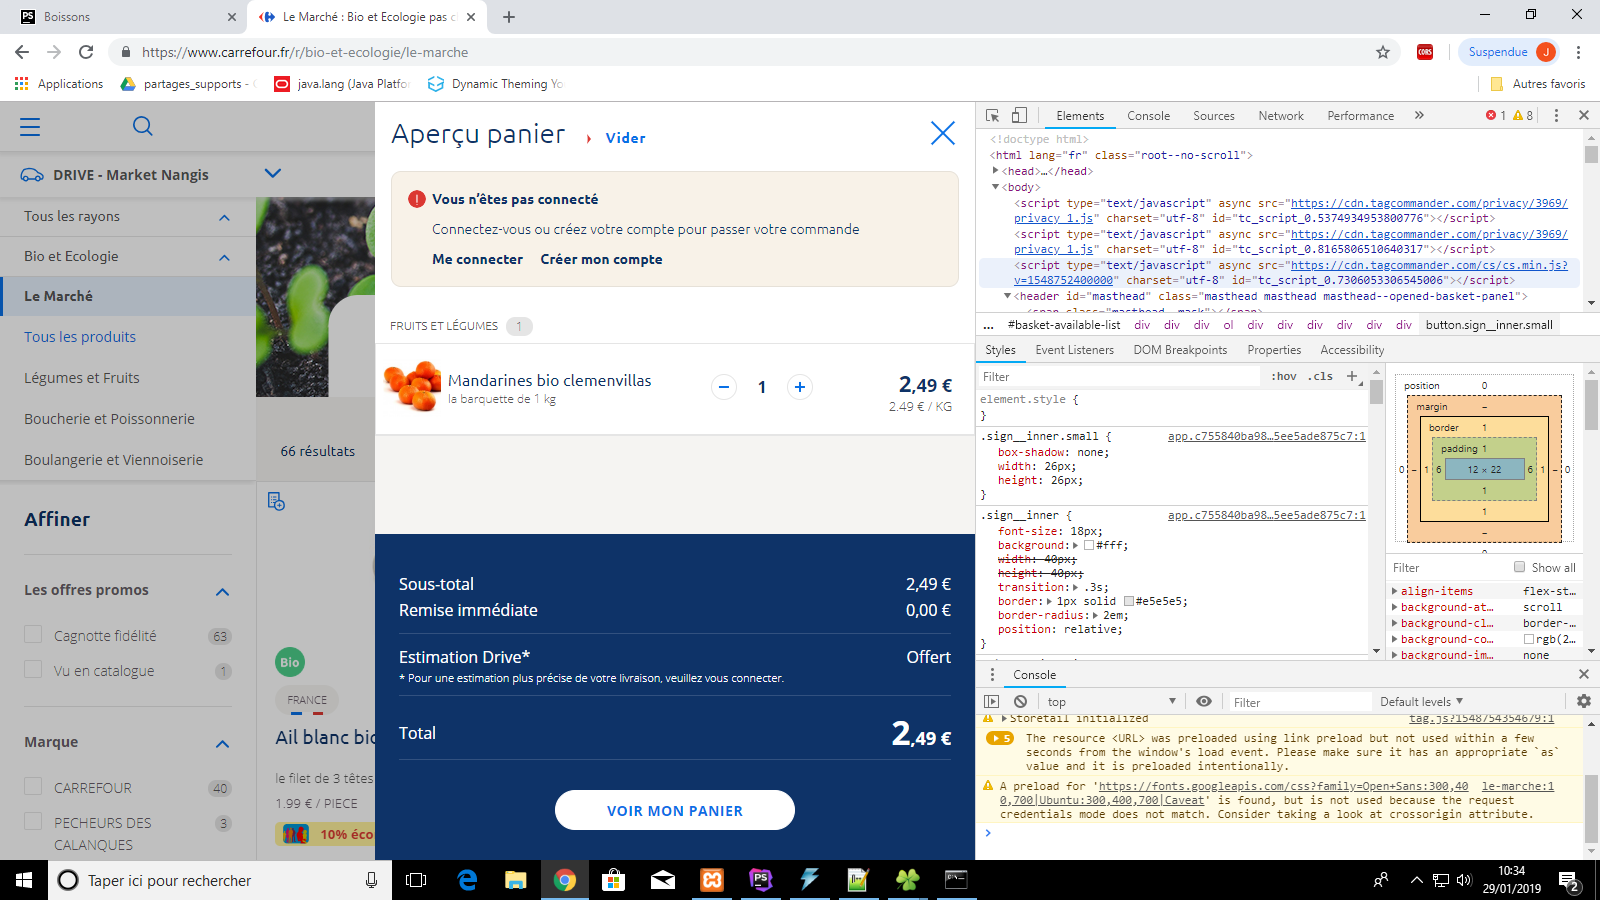 Boissons
Le Marché : Bio et Ecologie pas c
https://www.carrefour.fr/r/bio-et-ecologie/le-marche
CORS
Suspendue
J
Applications
partages_supports -
java.lang (Java Platfor
Dynamic Theming Yo
Autres favoris
DRIVE - Market Nangis
Tous les rayons
Bio et Ecologie
Le Marché
Tous les produits
Légumes et Fruits
Boucherie et Poissonnerie
Boulangerie et Viennoiserie
Affiner
Les offres promos
Cagnotte fidélité 63
Vu en catalogue 1
Marque
CARREFOUR 40
PECHEURS DES 3
CALANQUES
66 résultats
Bio
FRANCE
Ail blanc bio
le filet de 3 têtes
1.99 € / PIECE
10% éco
Aperçu panier
Vider
Vous n'êtes pas connecté
Connectez-vous ou créez votre compte pour passer votre commande
Me connecter Créer mon compte
FRUITS ET LÉGUMES 1
Mandarines bio clemenvillas
la barquette de 1 kg
1
2,49 €
2.49 € / KG
Sous-total 2,49 €
Remise immédiate 0,00 €
Estimation Drive* Offert
* Pour une estimation plus précise de votre livraison, veuillez vous connecter.
Total 2,49 €
VOIR MON PANIER
Elements Console Sources Network Performance » 1 8
<!doctype html>
<html lang="fr" class="root--no-scroll">
<head>…</head>
<body>
<script type="text/javascript" async src="https://cdn.tagcommander.com/privacy/3969/
privacy_1.js" charset="utf-8" id="tc_script_0.5374934953800776"></script>
<script type="text/javascript" async src="https://cdn.tagcommander.com/privacy/3969/
privacy_1.js" charset="utf-8" id="tc_script_0.8165806510640317"></script>
<script type="text/javascript" async src="https://cdn.tagcommander.com/cs/cs.min.js?
v=1548752400000" charset="utf-8" id="tc_script_0.7306053306545006"></script>
<header id="masthead" class="masthead masthead masthead--opened-basket-panel">
... #basket-available-list div div div ol div div div div div div button.sign__inner.small
Styles Event Listeners DOM Breakpoints Properties Accessibility
Filter :hov .cls +
element.style {
}
.sign__inner.small { app.c755840ba98…5ee5ade875c7:1
box-shadow: none;
width: 26px;
height: 26px;
}
.sign__inner { app.c755840ba98…5ee5ade875c7:1
font-size: 18px;
background: #fff;
width: 40px;
height: 40px;
transition: .3s;
border: 1px solid #e5e5e5;
border-radius: 2em;
position: relative;
}
position 0
margin –
border 1
padding 1
0 – 1 6 12 × 22 6 1 – 0
1
1
–
Filter Show all
align-items flex-st…
background-at… scroll
background-cl… border-…
background-co… rgb(2…
background-im… none
Console
top
Filter
Default levels
Storetail initialized tag.js?1548754354679:1
5 The resource <URL> was preloaded using link preload but not used within a few
seconds from the window's load event. Please make sure it has an appropriate `as`
value and it is preloaded intentionally.
A preload for 'https://fonts.googleapis.com/css?family=Open+Sans:300,40 le-marche:1
0,700|Ubuntu:300,400,700|Caveat' is found, but is not used because the request
credentials mode does not match. Consider taking a look at crossorigin attribute.
Taper ici pour rechercher
10:34
29/01/2019
2